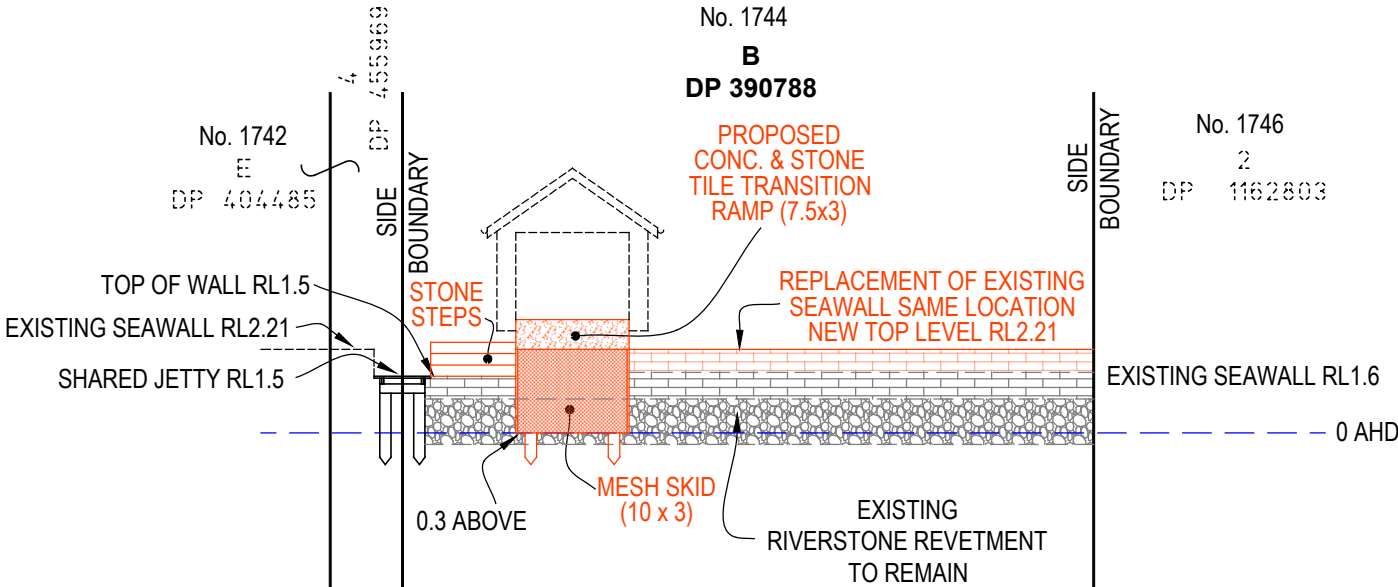 No. 1744
B
DP 390788
4
DP 455969
No. 1742
E
DP 404485
SIDE
BOUNDARY
PROPOSED
CONC. & STONE
TILE TRANSITION
RAMP (7.5x3)
SIDE
BOUNDARY
No. 1746
2
DP 1162803
TOP OF WALL RL1.5
EXISTING SEAWALL RL2.21
SHARED JETTY RL1.5
STONE
STEPS
REPLACEMENT OF EXISTING
SEAWALL SAME LOCATION
NEW TOP LEVEL RL2.21
EXISTING SEAWALL RL1.6
0 AHD
0.3 ABOVE
MESH SKID
(10 x 3)
EXISTING
RIVERSTONE REVETMENT
TO REMAIN